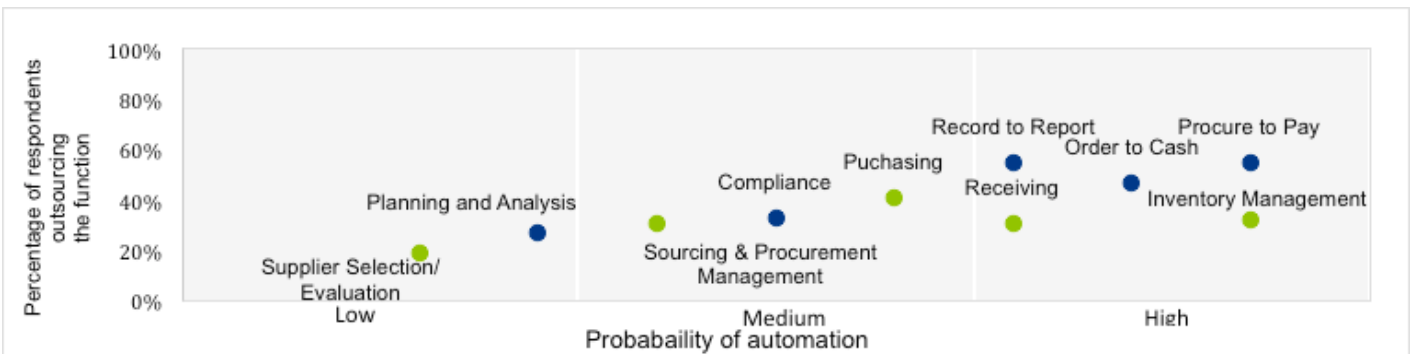 Percentage of respondents
outsourcing
the function
100%
80%
60%
40%
20%
0%
Record to Report
Procure to Pay
Order to Cash
Puchasing
Compliance
Receiving
Planning and Analysis
Inventory Management
Sourcing & Procurement
Management
Supplier Selection/
Evaluation
Low
Medium
High
Probabaility of automation